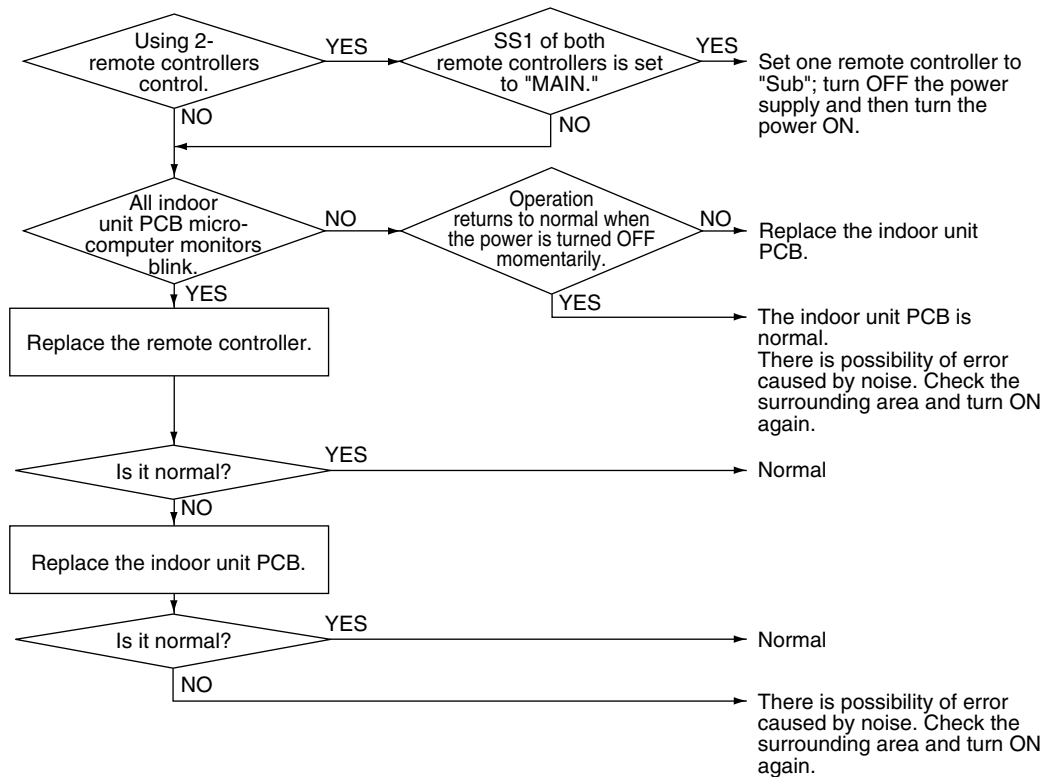 Using 2-
remote controllers
control.
YES
SS1 of both
remote controllers is set
to "MAIN."
YES
Set one remote controller to
"Sub"; turn OFF the power
supply and then turn the
power ON.
NO
NO
All indoor
unit PCB micro-
computer monitors
blink.
NO
Operation
returns to normal when
the power is turned OFF
momentarily.
NO
Replace the indoor unit
PCB.
YES
YES
The indoor unit PCB is
normal.
There is possibility of error
caused by noise. Check the
surrounding area and turn ON
again.
Replace the remote controller.
Is it normal?
YES
Normal
NO
Replace the indoor unit PCB.
Is it normal?
YES
Normal
NO
There is possibility of error
caused by noise. Check the
surrounding area and turn ON
again.